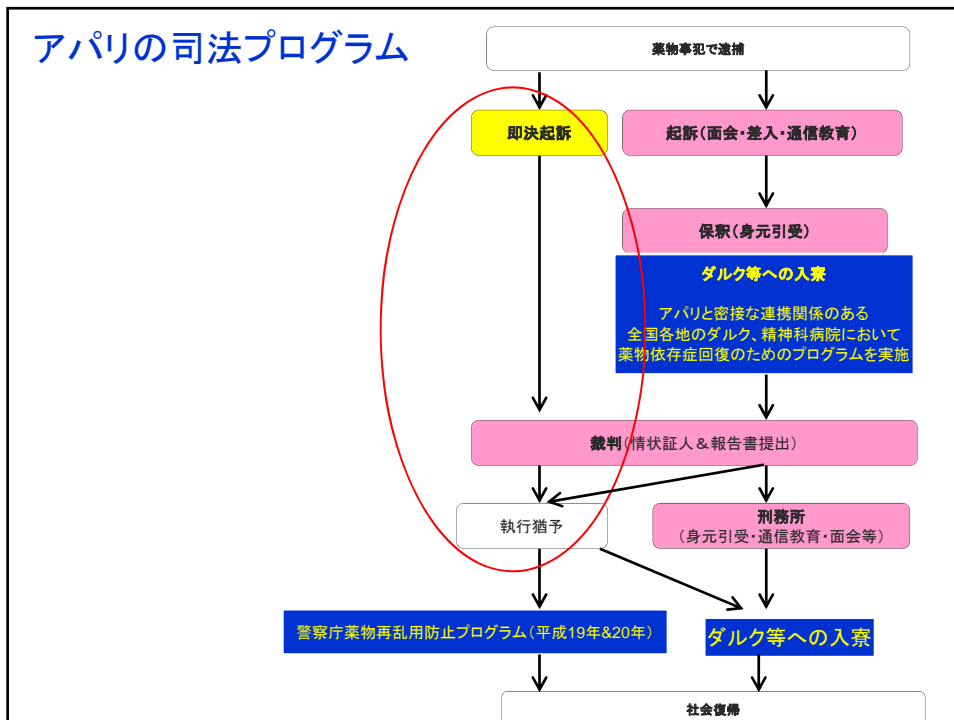 アパリの司法プログラム
薬物事犯で逮捕
即決起訴
起訴(面会・差入・通信教育)
保釈(身元引受)
ダルク等への入寮
アパリと密接な連携関係のある
全国各地のダルク、精神科病院において
薬物依存症回復のためのプログラムを実施
裁判(情状証人&報告書提出)
執行猶予
刑務所
(身元引受・通信教育・面会等)
警察庁薬物再乱用防止プログラム(平成19年&20年)
ダルク等への入寮
社会復帰